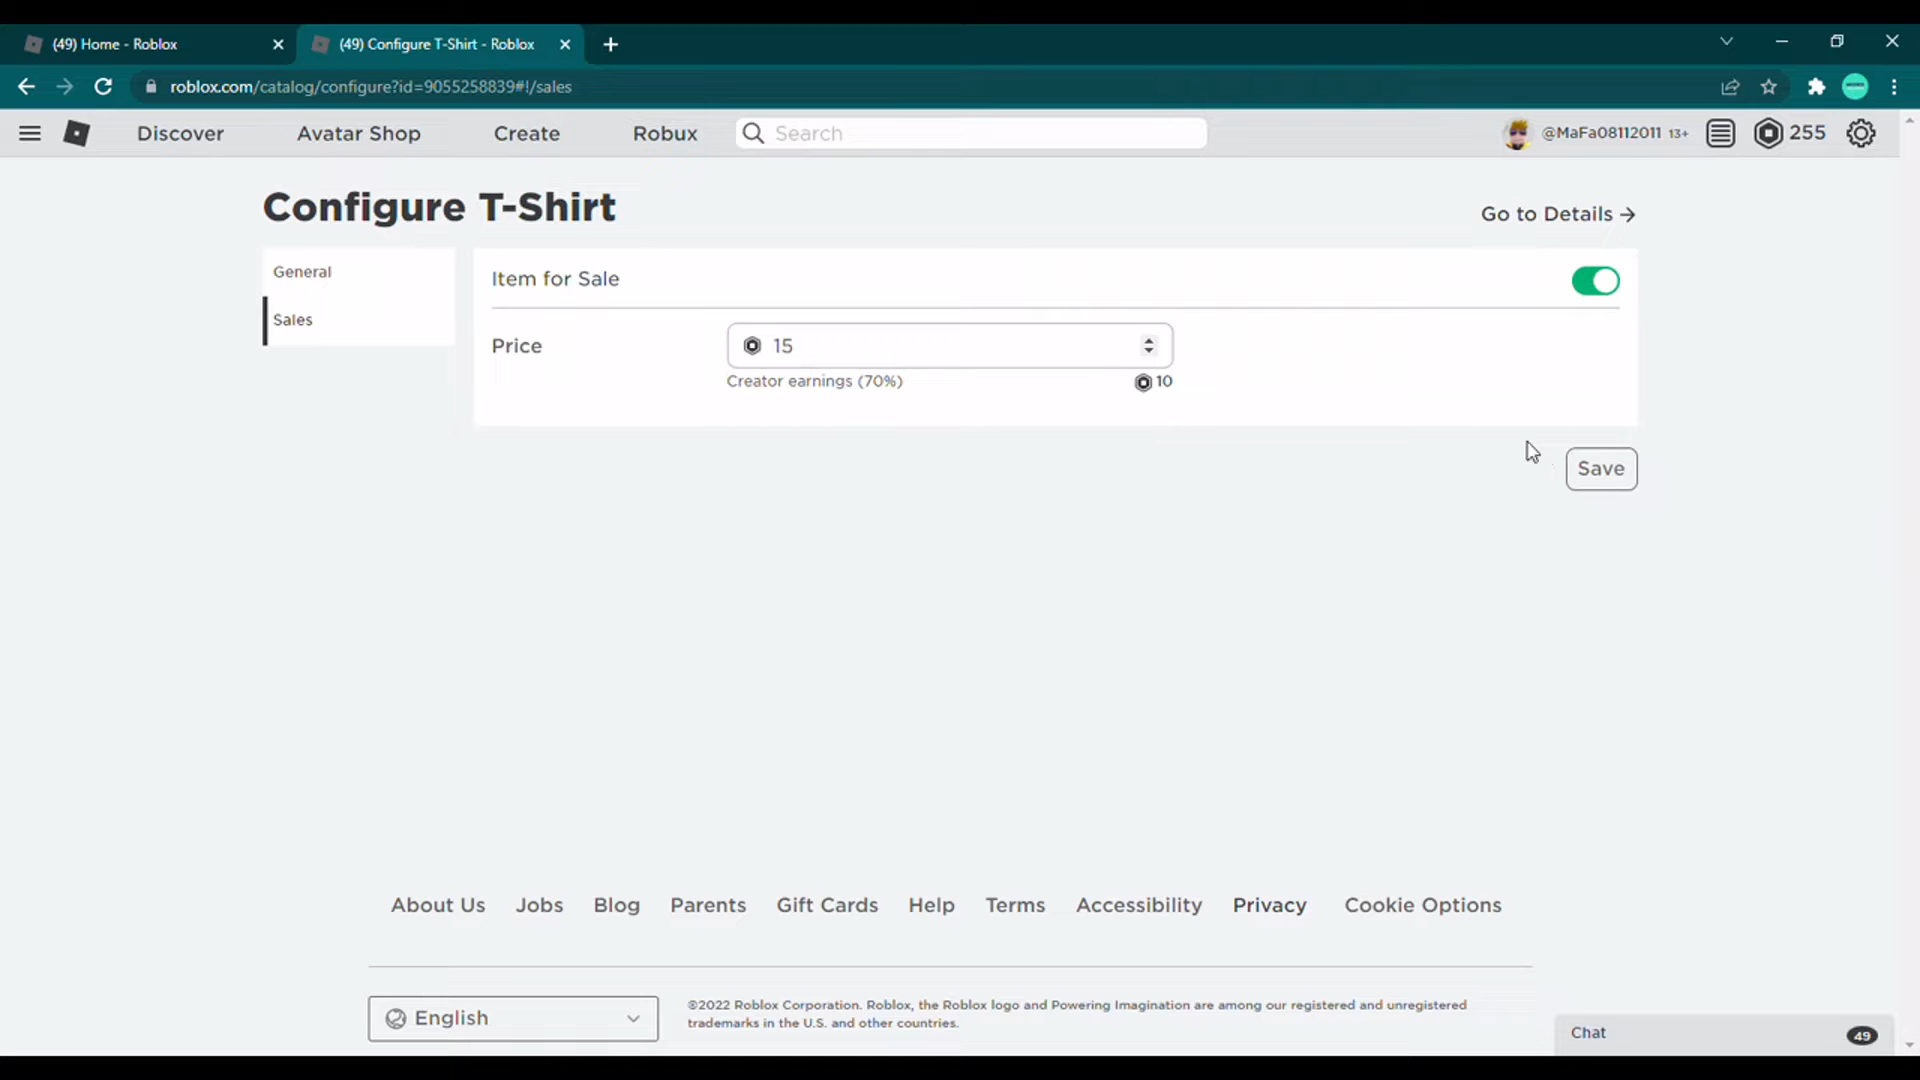 (49) Home - Roblox
(49) Configure T-Shirt - Roblox
roblox.com/catalog/configure?id=9055258839#!/sales
Discover
Avatar Shop
Create
Robux
Search
@MaFa08112011 13+
255
Configure T-Shirt
Go to Details
General
Sales
Item for Sale
Price
15
Creator earnings (70%)
10
Save
About Us
Jobs
Blog
Parents
Gift Cards
Help
Terms
Accessibility
Privacy
Cookie Options
English
©2022 Roblox Corporation. Roblox, the Roblox logo and Powering Imagination are among our registered and unregistered
trademarks in the U.S. and other countries.
Chat
49